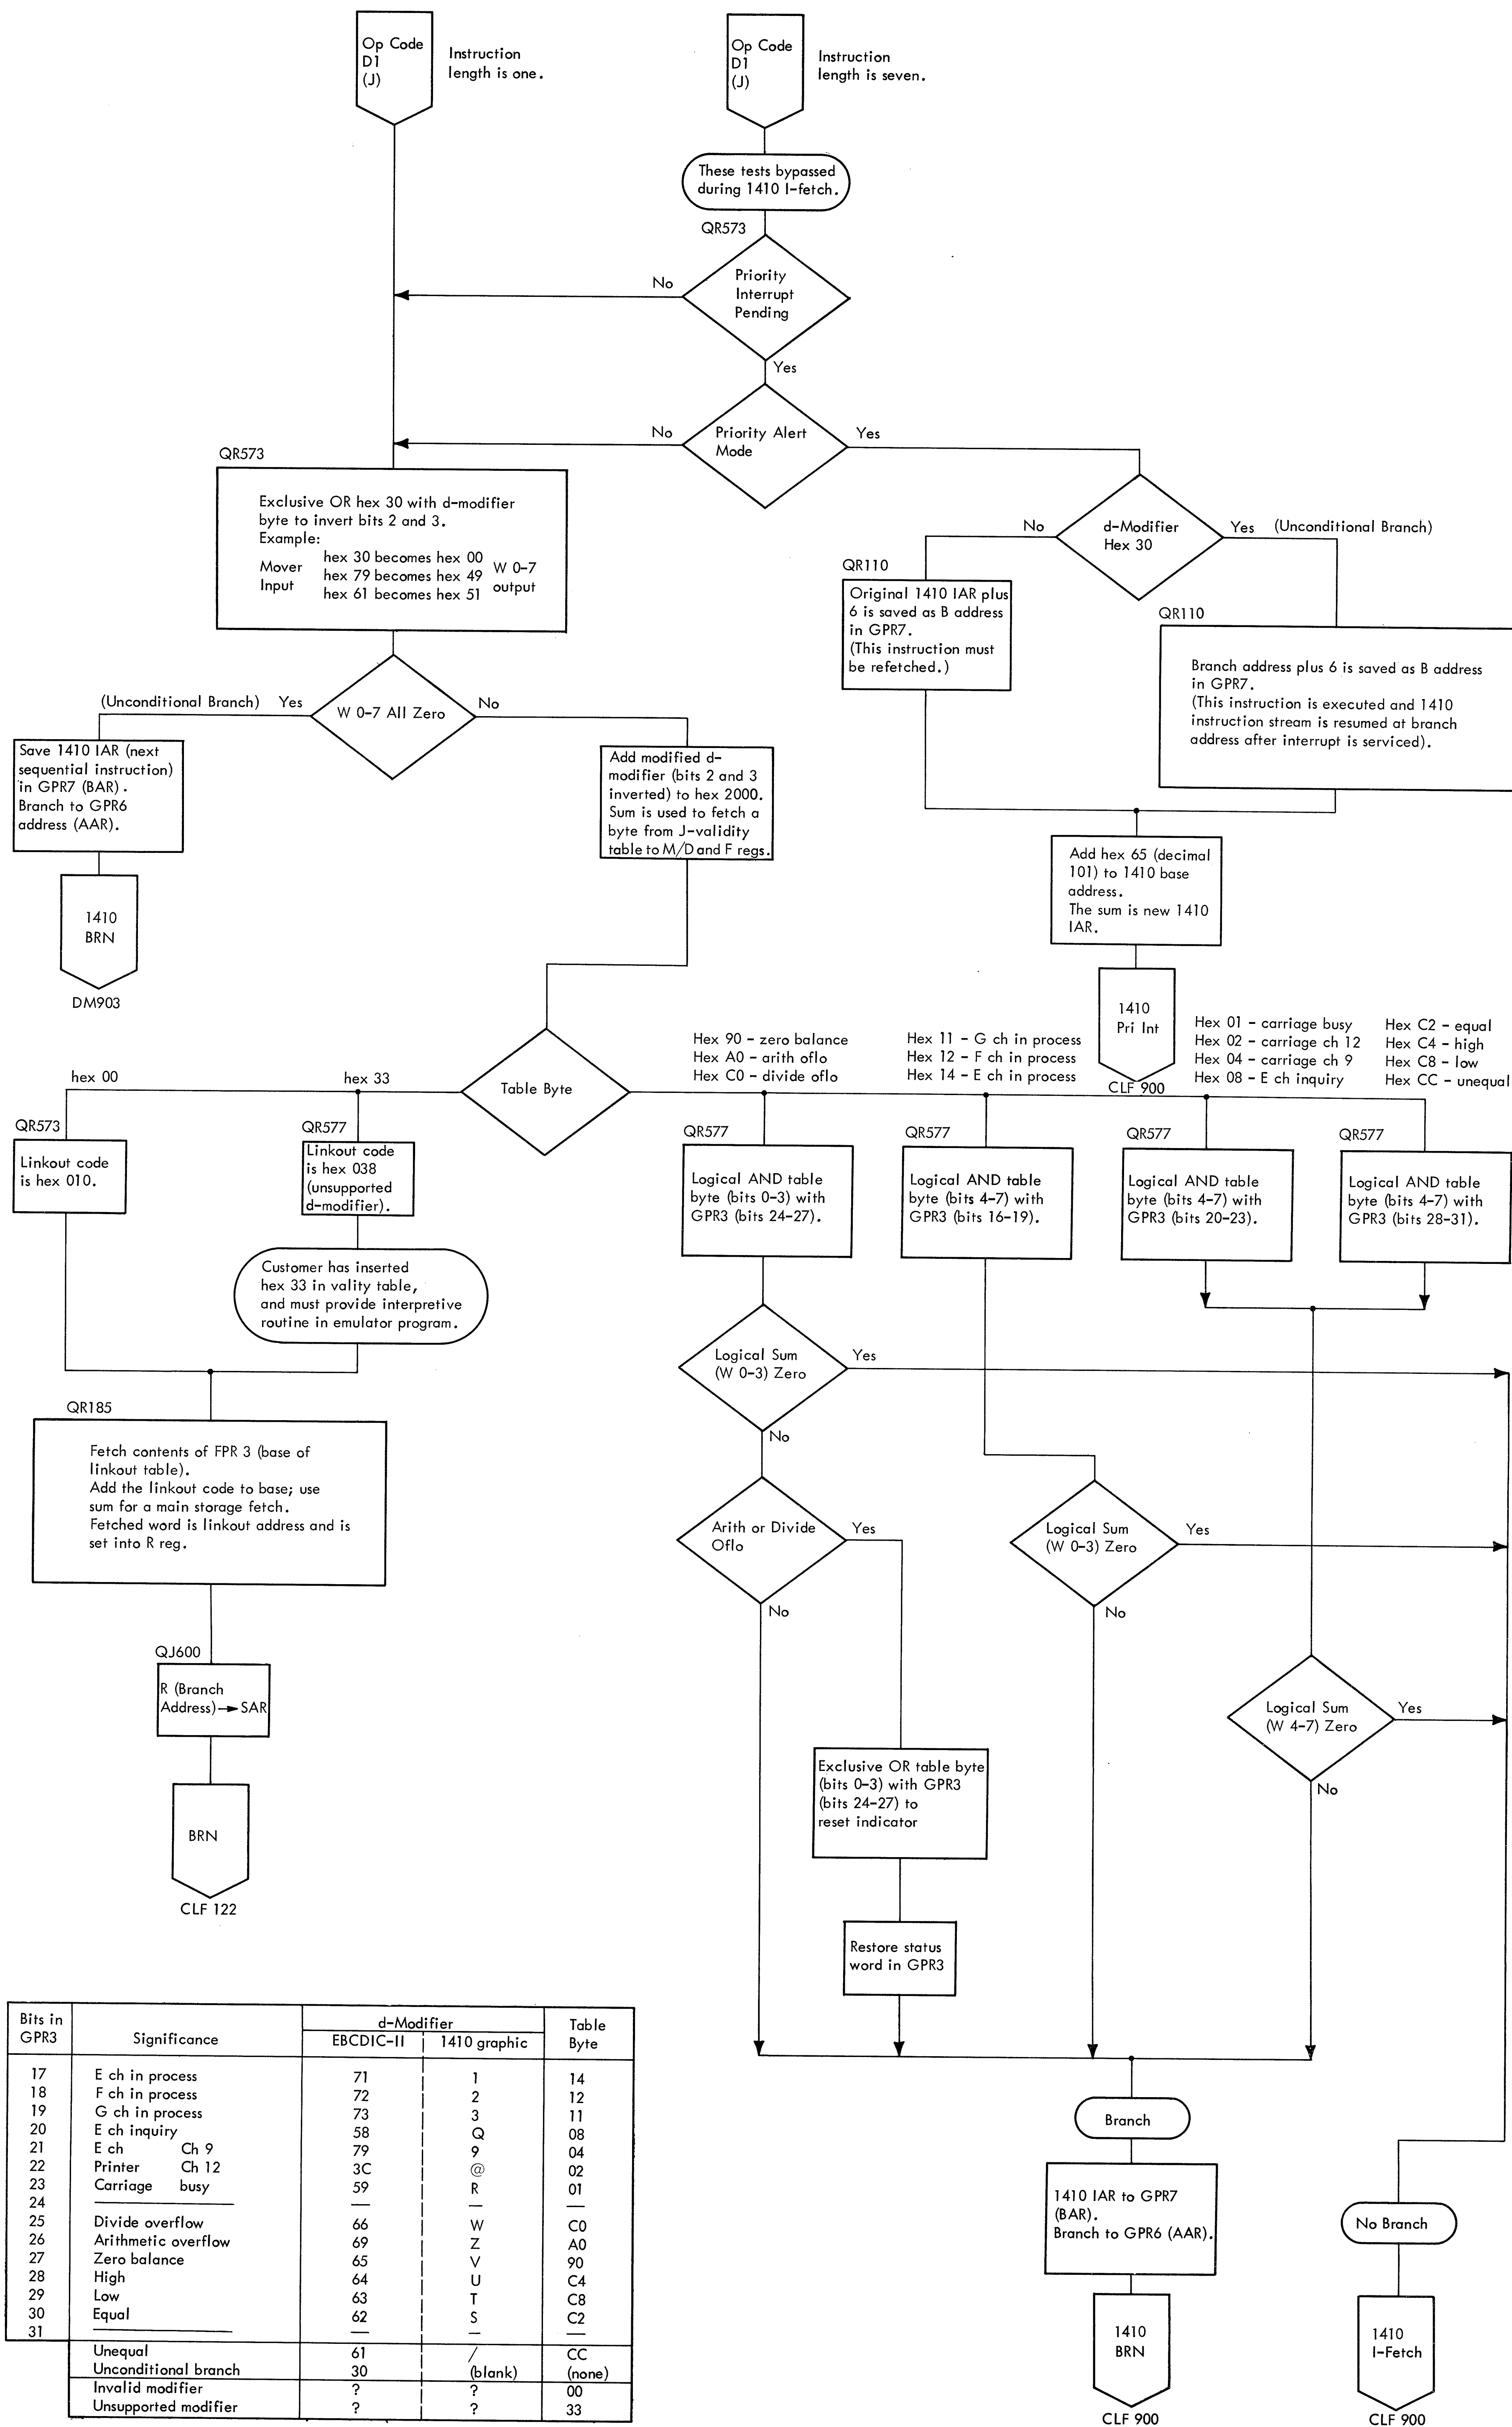 Op Code
D1
(J)
Instruction
length is one.
Op Code
D1
(J)
Instruction
length is seven.
These tests bypassed
during 1410 I-fetch.
QR573
Priority
Interrupt
Pending
No
Yes
Priority Alert
Mode
No
Yes
QR573
Exclusive OR hex 30 with d-modifier
byte to invert bits 2 and 3.
Example:
Mover
Input
hex 30 becomes hex 00
hex 79 becomes hex 49
hex 61 becomes hex 51
W 0-7
output
d-Modifier
Hex 30
No
Yes (Unconditional Branch)
QR110
Original 1410 IAR plus
6 is saved as B address
in GPR7.
(This instruction must
be refetched.)
QR110
Branch address plus 6 is saved as B address
in GPR7.
(This instruction is executed and 1410
instruction stream is resumed at branch
address after interrupt is serviced).
W 0-7 All Zero
(Unconditional Branch) Yes
No
Save 1410 IAR (next
sequential instruction)
in GPR7 (BAR).
Branch to GPR6
address (AAR).
1410
BRN
DM903
Add modified d-
modifier (bits 2 and 3
inverted) to hex 2000.
Sum is used to fetch a
byte from J-validity
table to M/D and F regs.
Add hex 65 (decimal
101) to 1410 base
address.
The sum is new 1410
IAR.
1410
Pri Int
CLF 900
Table Byte
hex 00
hex 33
Hex 90 - zero balance
Hex A0 - arith oflo
Hex C0 - divide oflo
Hex 11 - G ch in process
Hex 12 - F ch in process
Hex 14 - E ch in process
Hex 01 - carriage busy
Hex 02 - carriage ch 12
Hex 04 - carriage ch 9
Hex 08 - E ch inquiry
Hex C2 - equal
Hex C4 - high
Hex C8 - low
Hex CC - unequal
QR573
Linkout code
is hex 010.
QR577
Linkout code
is hex 038
(unsupported
d-modifier).
Customer has inserted
hex 33 in vality table,
and must provide interpretive
routine in emulator program.
QR577
Logical AND table
byte (bits 0-3) with
GPR3 (bits 24-27).
QR577
Logical AND table
byte (bits 4-7) with
GPR3 (bits 16-19).
QR577
Logical AND table
byte (bits 4-7) with
GPR3 (bits 20-23).
QR577
Logical AND table
byte (bits 4-7) with
GPR3 (bits 28-31).
Logical Sum
(W 0-3) Zero
Yes
No
QR185
Fetch contents of FPR 3 (base of
linkout table).
Add the linkout code to base; use
sum for a main storage fetch.
Fetched word is linkout address and is
set into R reg.
Arith or Divide
Oflo
Yes
No
Logical Sum
(W 0-3) Zero
Yes
No
QJ600
R (Branch
Address)→SAR
BRN
CLF 122
Logical Sum
(W 4-7) Zero
Yes
No
Exclusive OR table byte
(bits 0-3) with GPR3
(bits 24-27) to
reset indicator
Restore status
word in GPR3
Branch
1410 IAR to GPR7
(BAR).
Branch to GPR6 (AAR).
1410
BRN
CLF 900
No Branch
1410
I-Fetch
CLF 900
Bits in GPR3 Significance d-Modifier Table Byte
EBCDIC-II 1410 graphic
17 E ch in process 71 1 14
18 F ch in process 72 2 12
19 G ch in process 73 3 11
20 E ch inquiry 58 Q 08
21 E ch Ch 9 79 9 04
22 Printer Ch 12 3C @ 02
23 Carriage busy 59 R 01
24 — — — —
25 Divide overflow 66 W C0
26 Arithmetic overflow 69 Z A0
27 Zero balance 65 V 90
28 High 64 U C4
29 Low 63 T C8
30 Equal 62 S C2
31 — — — —
Unequal 61 / CC
Unconditional branch 30 (blank) (none)
Invalid modifier ? ? 00
Unsupported modifier ? ? 33